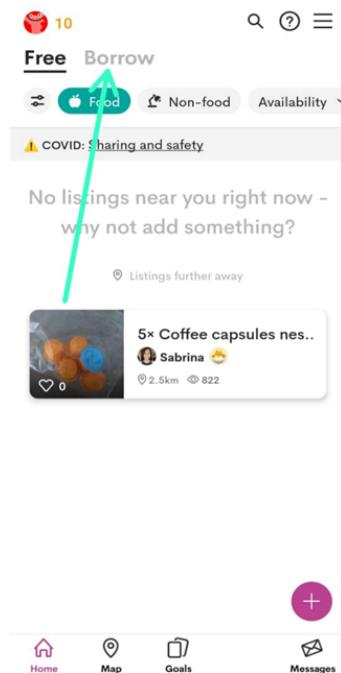 10
Free Borrow
Food Non-food Availability
COVID: Sharing and safety
No listings near you right now -
why not add something?
Listings further away
5× Coffee capsules nes..
Sabrina
2.5km 822
0
Home Map Goals Messages